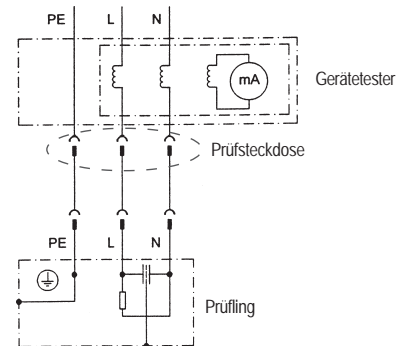 PE L N
mA
Gerätetester
Prüfsteckdose
PE L N
Prüfling